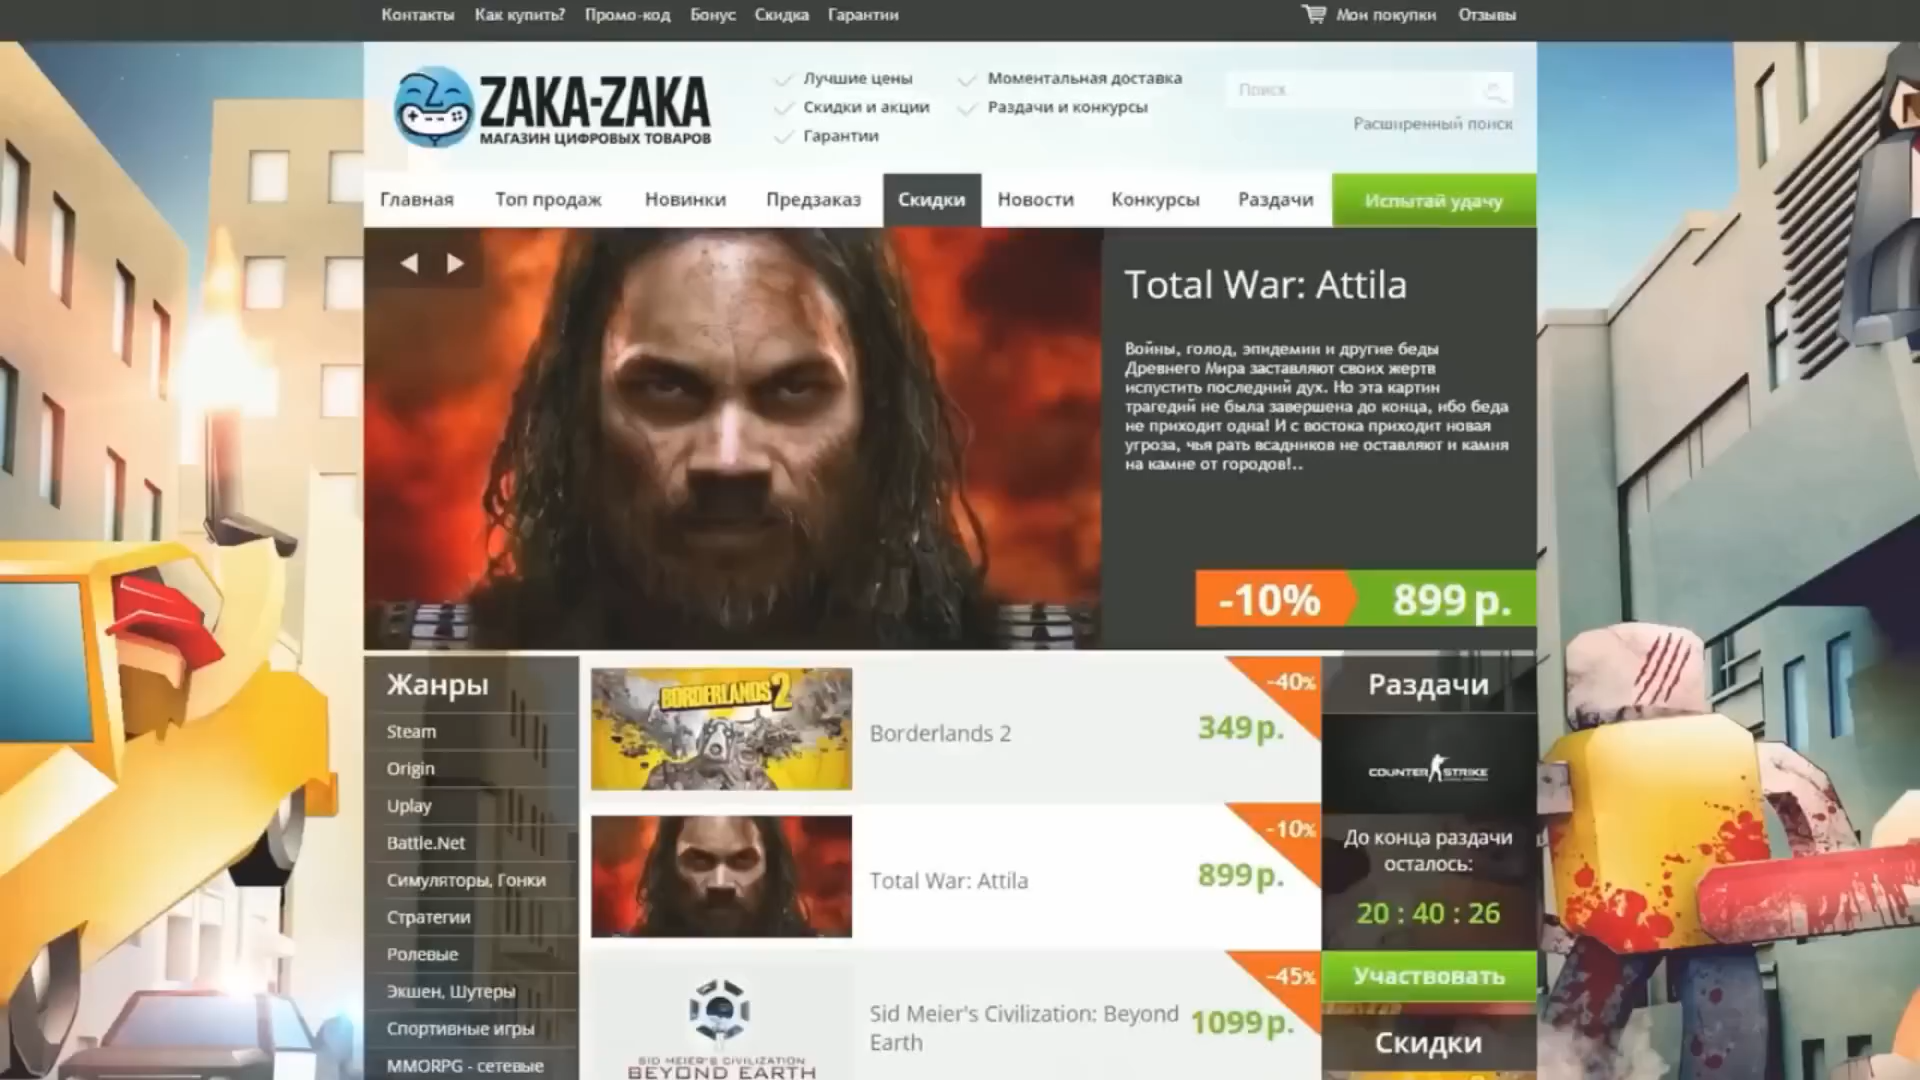 Контакты Как купить? Промо-код Бонус Скидка Гарантии Мои покупки Отзывы
ZAKA-ZAKA
МАГАЗИН ЦИФРОВЫХ ТОВАРОВ
Лучшие цены
Скидки и акции
Гарантии
Моментальная доставка
Раздачи и конкурсы
Поиск
Расширенный поиск
Главная Топ продаж Новинки Предзаказ Скидки Новости Конкурсы Раздачи Испытай удачу
Total War: Attila
Войны, голод, эпидемии и другие беды
Древнего Мира заставляют своих жертв
испустить последний дух. Но эта картин
трагедий не была завершена до конца, ибо беда
не приходит одна! И с востока приходит новая
угроза, чья рать всадников не оставляют и камня
на камне от городов!..
-10% 899 р.
Жанры
Steam
Origin
Uplay
Battle.Net
Симуляторы, Гонки
Стратегии
Ролевые
Экшен, Шутеры
Спортивные игры
MMORPG - сетевые
BORDERLANDS 2
Borderlands 2
-40%
349 р.
Total War: Attila
-10%
899 р.
SID MEIER'S CIVILIZATION
BEYOND EARTH
Sid Meier's Civilization: Beyond
Earth
-45%
1099 р.
Раздачи
COUNTER STRIKE
До конца раздачи
осталось:
20 : 40 : 26
Участвовать
Скидки